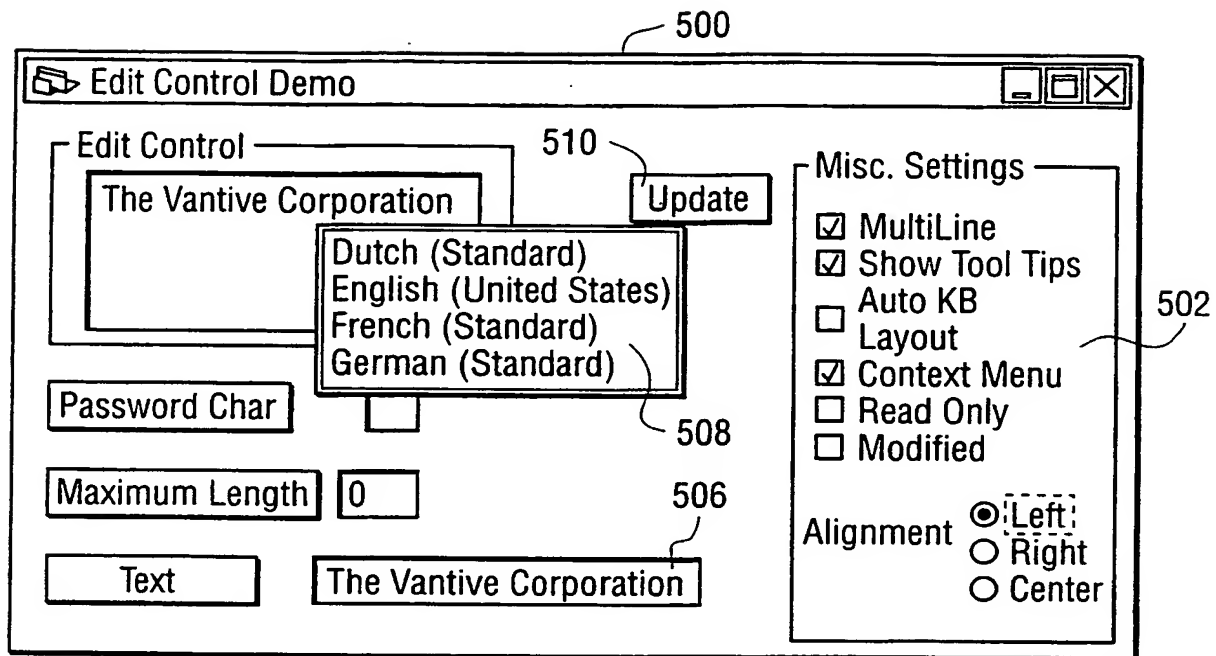 500
Edit Control Demo
Edit Control
510
Misc. Settings
The Vantive Corporation
Update
Dutch (Standard)
English (United States)
French (Standard)
German (Standard)
508
MultiLine
Show Tool Tips
Auto KB
Layout
Context Menu
Read Only
Modified
502
Password Char
Maximum Length
0
506
Text
The Vantive Corporation
Alignment
Left
Right
Center